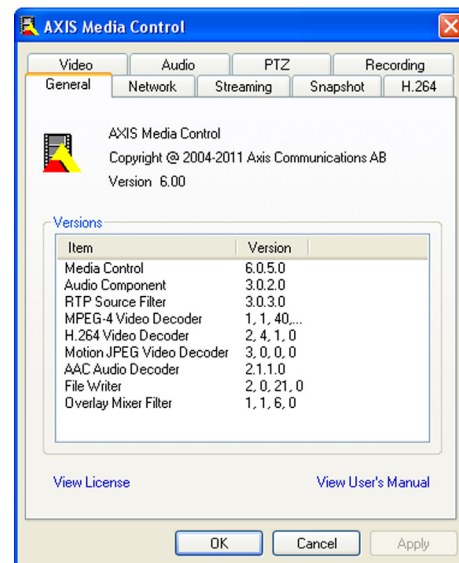 AXIS Media Control
Video Audio PTZ Recording
General Network Streaming Snapshot H.264
AXIS Media Control
Copyright @ 2004-2011 Axis Communications AB
Version 6.00
Versions
Item Version
Media Control 6.0.5.0
Audio Component 3.0.2.0
RTP Source Filter 3.0.3.0
MPEG-4 Video Decoder 1, 1, 40,...
H.264 Video Decoder 2, 4, 1, 0
Motion JPEG Video Decoder 3, 0, 0, 0
AAC Audio Decoder 2.1.1.0
File Writer 2, 0, 21, 0
Overlay Mixer Filter 1, 1, 6, 0
View License View User's Manual
OK Cancel Apply